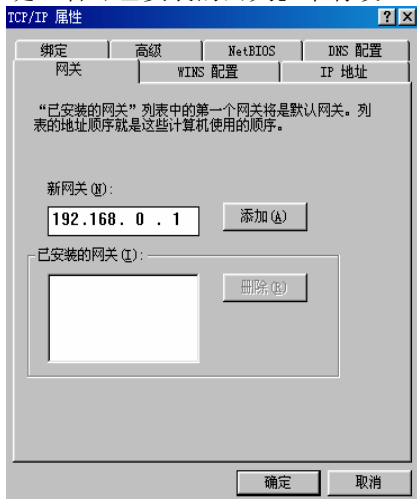 TCP/IP 属性
绑定 高级 NetBIOS DNS 配置
网关 WINS 配置 IP 地址
“已安装的网关”列表中的第一个网关将是默认网关。列
表的地址顺序就是这些计算机使用的顺序。
新网关(N):
192.168. 0 . 1 添加(A)
已安装的网关(I):
删除(R)
确定 取消